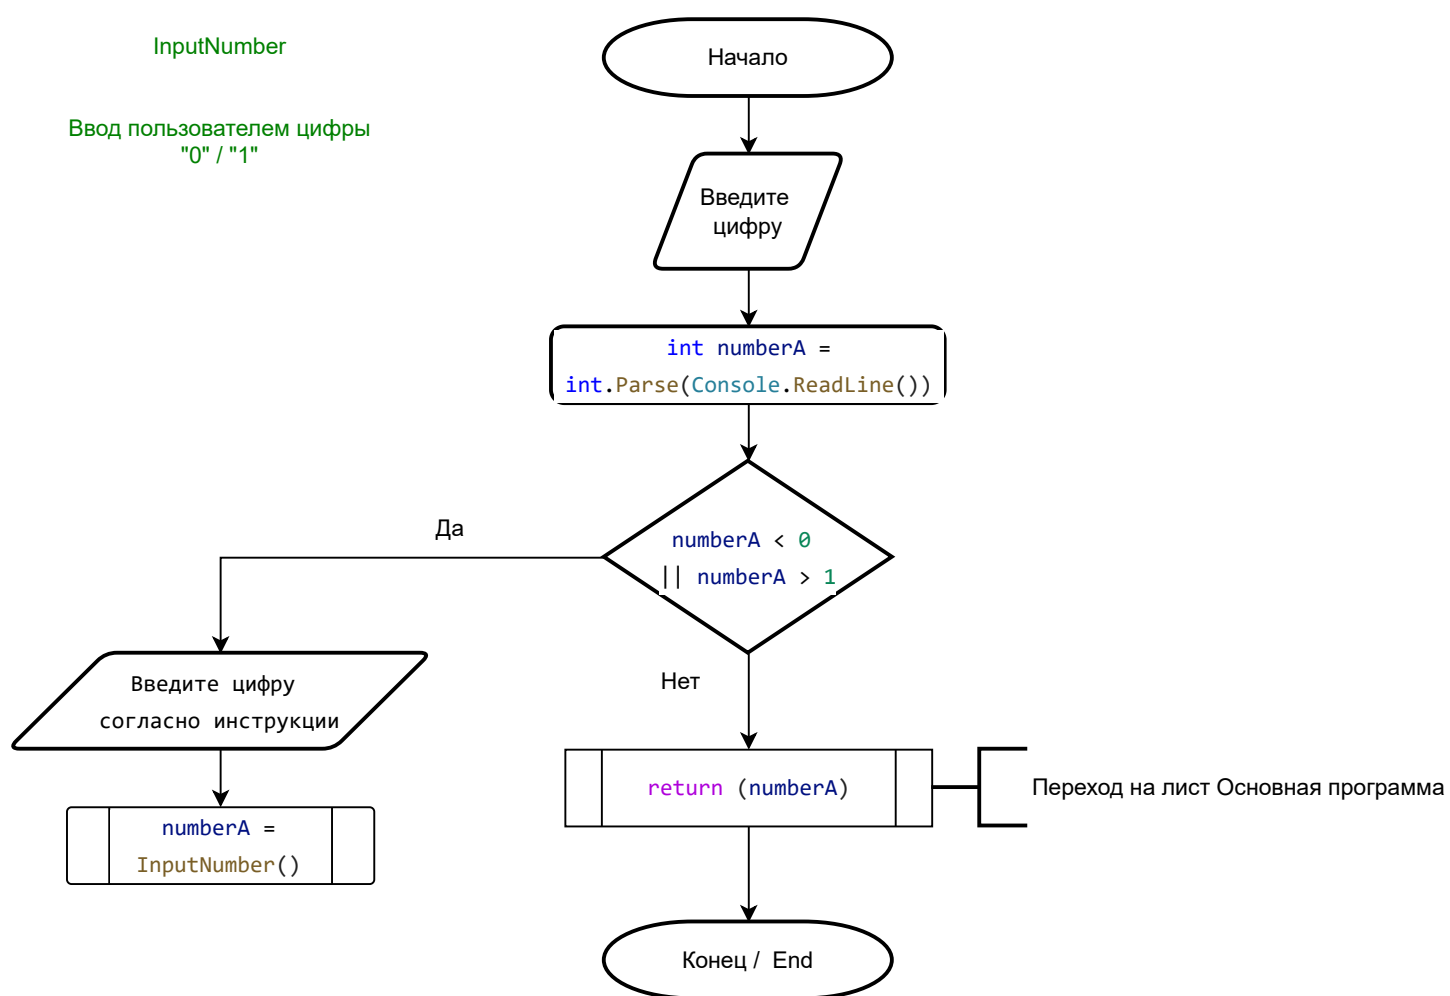 InputNumber
Ввод пользователем цифры
"0" / "1"
Начало
Введите
цифру
int numberA =
int.Parse(Console.ReadLine())
numberA < 0
|| numberA > 1
Да
Введите цифру
согласно инструкции
numberA =
InputNumber()
Нет
return (numberA)
Переход на лист Основная программа
Конец / End